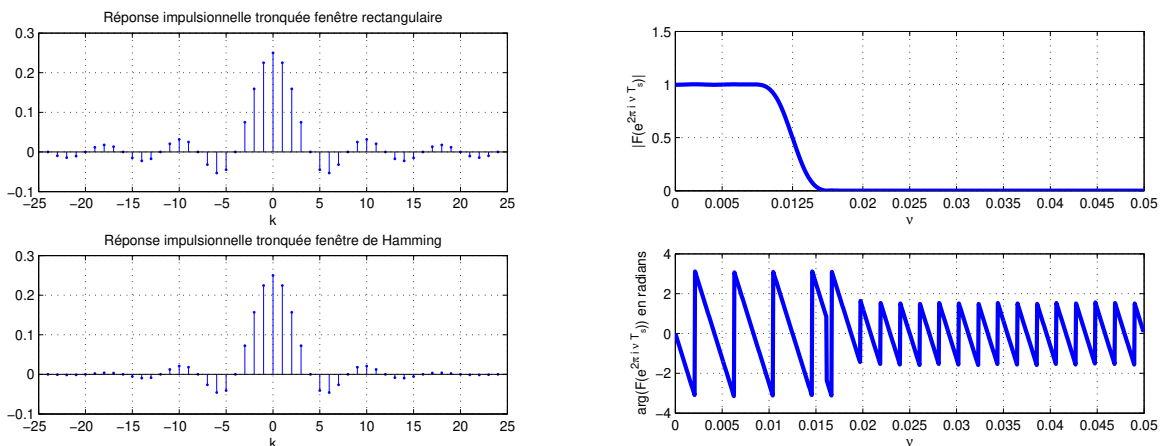 Réponse impulsionnelle tronquée fenêtre rectangulaire
0.3
0.2
0.1
0
−0.1
−25 −20 −15 −10 −5 0 5 10 15 20 25
k
Réponse impulsionnelle tronquée fenêtre de Hamming
0.3
0.2
0.1
0
−0.1
−25 −20 −15 −10 −5 0 5 10 15 20 25
k
|F(e^{2π i ν T_s})|
1.5
1
0.5
0
0 0.005 0.0125 0.02 0.025 0.03 0.035 0.04 0.045 0.05
ν
arg(F(e^{2π i ν T_s})) en radians
4
2
0
−2
−4
0 0.005 0.01 0.015 0.02 0.025 0.03 0.035 0.04 0.045 0.05
ν